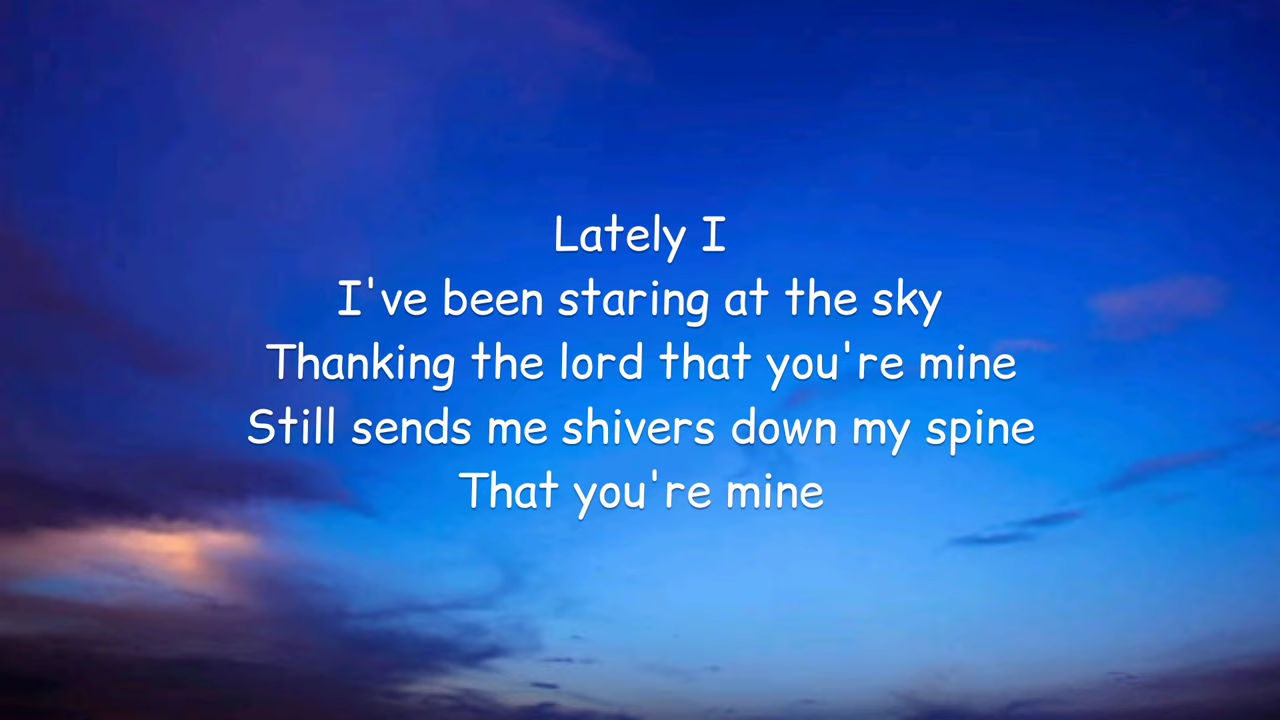 Lately I
I've been staring at the sky
Thanking the lord that you're mine
Still sends me shivers down my spine
That you're mine